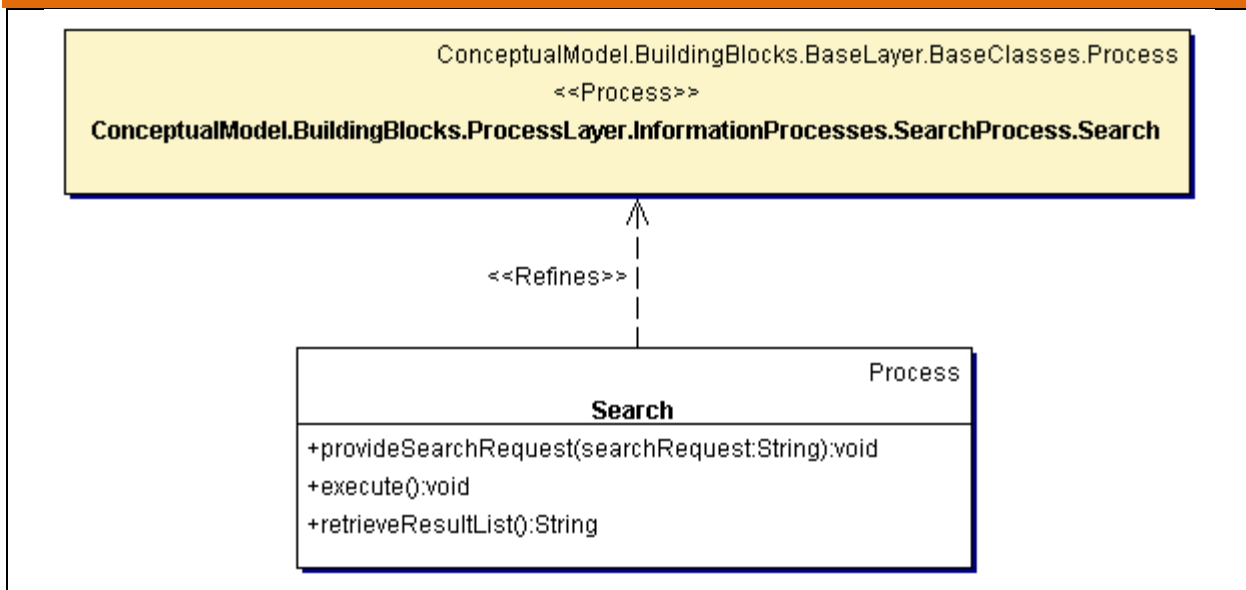 ConceptualModel.BuildingBlocks.BaseLayer.BaseClasses.Process
<<Process>>
ConceptualModel.BuildingBlocks.ProcessLayer.InformationProcesses.SearchProcess.Search
<<Refines>>
Process
Search
+provideSearchRequest(searchRequest:String):void
+execute():void
+retrieveResultList():String